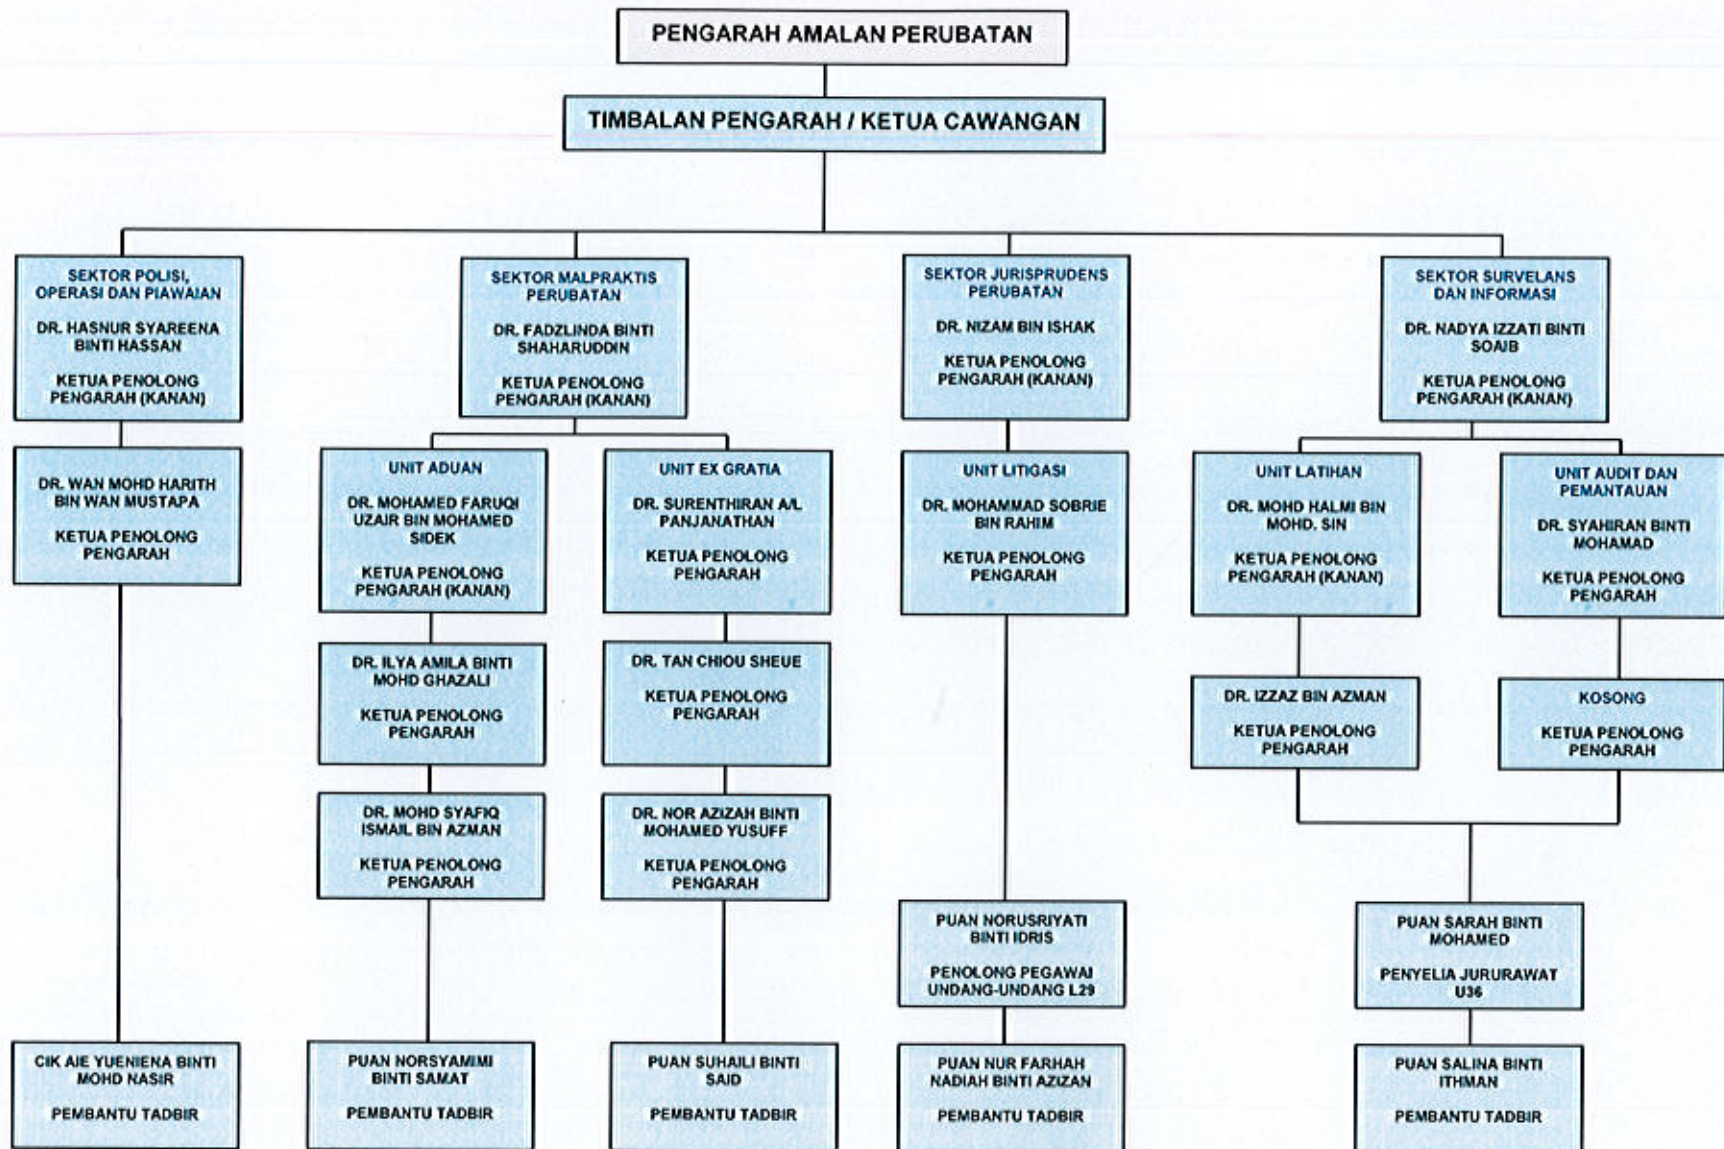 PENGARAH AMALAN PERUBATAN
TIMBALAN PENGARAH / KETUA CAWANGAN
SEKTOR POLISI,
OPERASI DAN PIAWAIAN
DR. HASNUR SYAREENA
BINTI HASSAN
KETUA PENOLONG
PENGARAH (KANAN)
DR. WAN MOHD HARITH
BIN WAN MUSTAPA
KETUA PENOLONG
PENGARAH
CIK AIE YUENIENA BINTI
MOHD NASIR
PEMBANTU TADBIR
SEKTOR MALPRAKTIS
PERUBATAN
DR. FADZLINDA BINTI
SHAHARUDDIN
KETUA PENOLONG
PENGARAH (KANAN)
UNIT ADUAN
DR. MOHAMED FARUQI
UZAIR BIN MOHAMED
SIDEK
KETUA PENOLONG
PENGARAH (KANAN)
DR. ILYA AMILA BINTI
MOHD GHAZALI
KETUA PENOLONG
PENGARAH
DR. MOHD SYAFIQ
ISMAIL BIN AZMAN
KETUA PENOLONG
PENGARAH
PUAN NORSYAMIMI
BINTI SAMAT
PEMBANTU TADBIR
UNIT EX GRATIA
DR. SURENTHIRAN A/L
PANJANATHAN
KETUA PENOLONG
PENGARAH
DR. TAN CHIOU SHEUE
KETUA PENOLONG
PENGARAH
DR. NOR AZIZAH BINTI
MOHAMED YUSUFF
KETUA PENOLONG
PENGARAH
PUAN SUHAILI BINTI
SAID
PEMBANTU TADBIR
SEKTOR JURISPRUDENS
PERUBATAN
DR. NIZAM BIN ISHAK
KETUA PENOLONG
PENGARAH (KANAN)
UNIT LITIGASI
DR. MOHAMMAD SOBRIE
BIN RAHIM
KETUA PENOLONG
PENGARAH
PUAN NORUSRIYATI
BINTI IDRIS
PENOLONG PEGAWAI
UNDANG-UNDANG L29
PUAN NUR FARHAH
NADIAH BINTI AZIZAN
PEMBANTU TADBIR
SEKTOR SURVELANS
DAN INFORMASI
DR. NADYA IZZATI BINTI
SOAIB
KETUA PENOLONG
PENGARAH (KANAN)
UNIT LATIHAN
DR. MOHD HALMI BIN
MOHD. SIN
KETUA PENOLONG
PENGARAH (KANAN)
DR. IZZAZ BIN AZMAN
KETUA PENOLONG
PENGARAH
UNIT AUDIT DAN
PEMANTAUAN
DR. SYAHIRAN BINTI
MOHAMAD
KETUA PENOLONG
PENGARAH
KOSONG
KETUA PENOLONG
PENGARAH
PUAN SARAH BINTI
MOHAMED
PENYELIA JURURAWAT
U36
PUAN SALINA BINTI
ITHMAN
PEMBANTU TADBIR